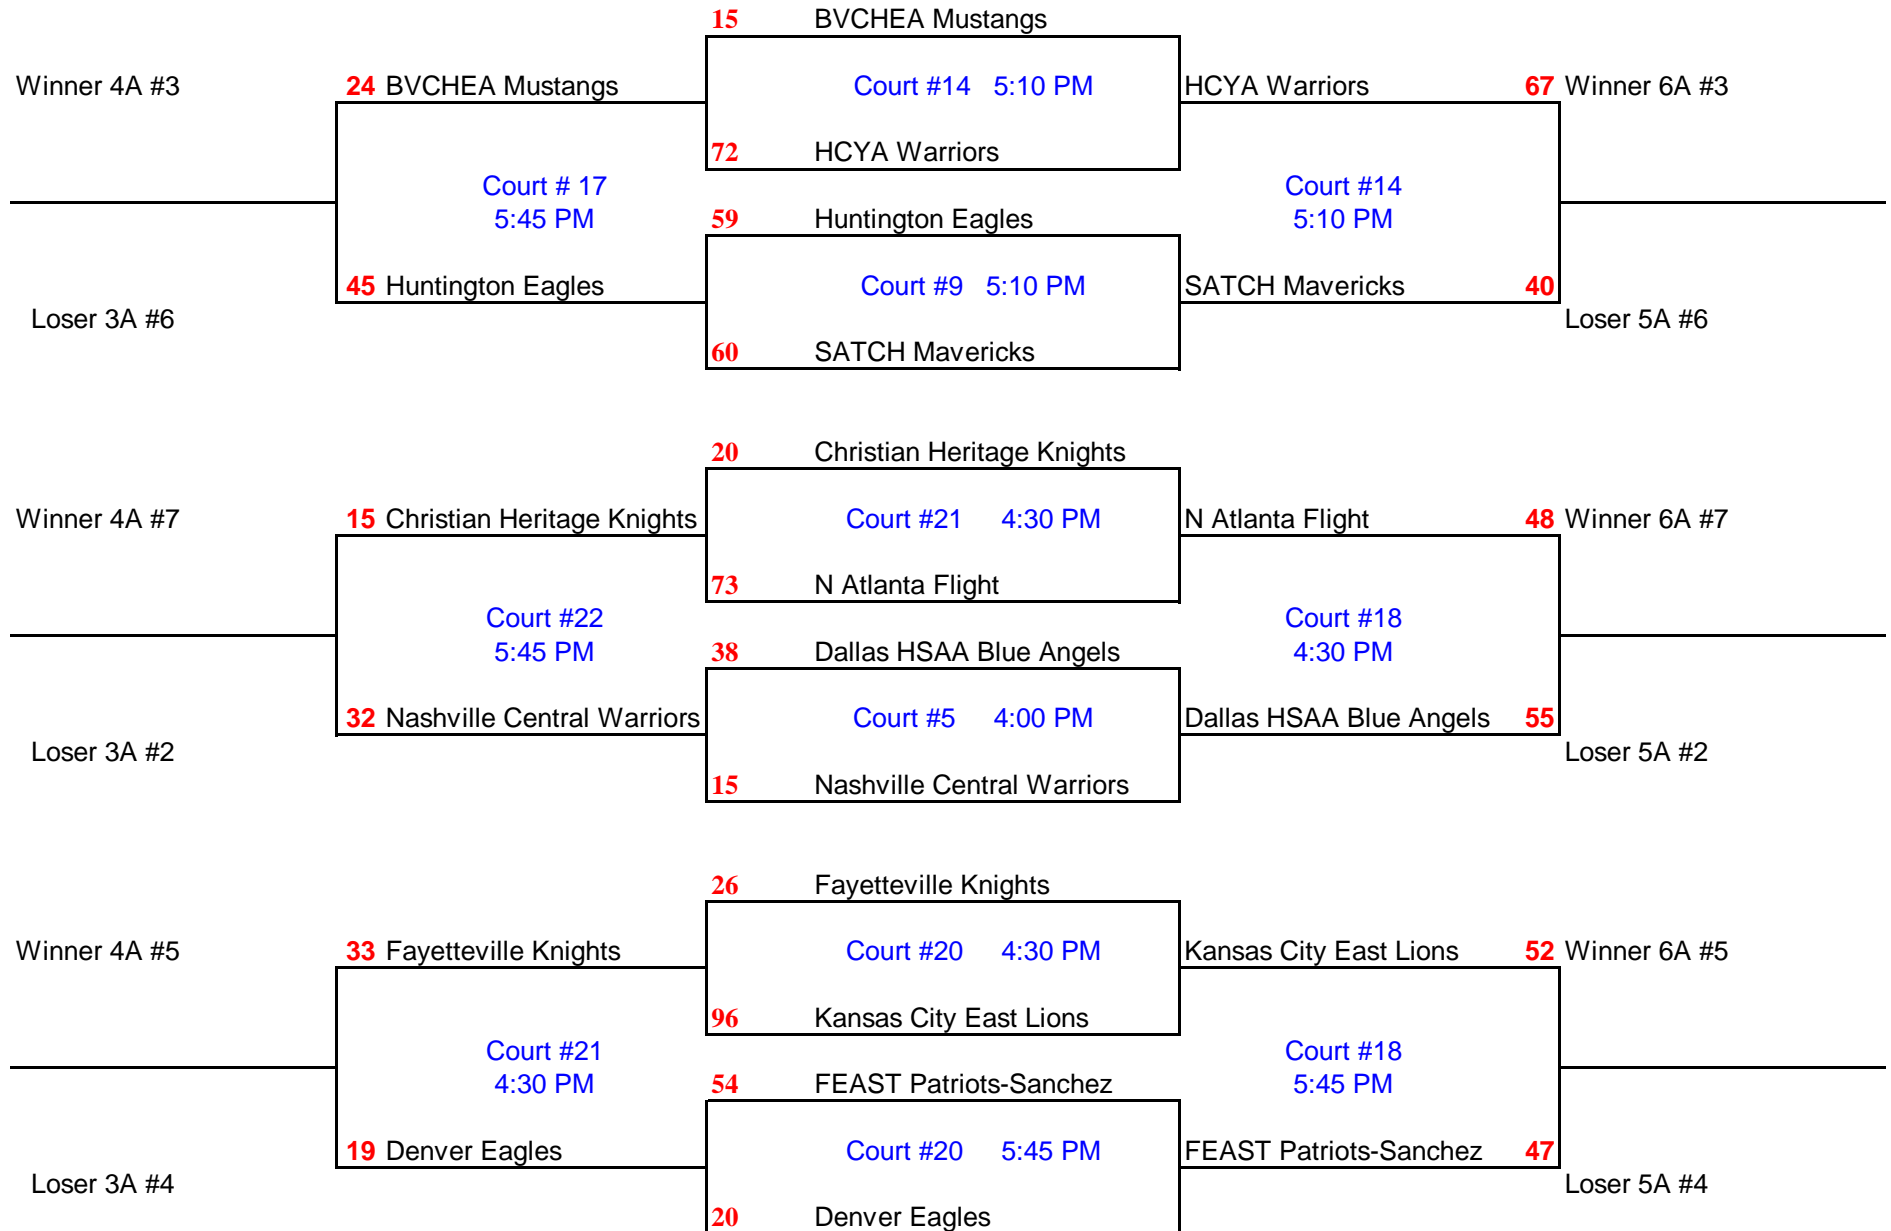 15 BVCHEA Mustangs
Winner 4A #3 24 BVCHEA Mustangs Court #14 5:10 PM HCYA Warriors 67 Winner 6A #3
72 HCYA Warriors
Court # 17 Court #14
5:45 PM 59 Huntington Eagles 5:10 PM
45 Huntington Eagles Court #9 5:10 PM SATCH Mavericks 40
Loser 3A #6 Loser 5A #6
60 SATCH Mavericks
20 Christian Heritage Knights
Winner 4A #7 15 Christian Heritage Knights Court #21 4:30 PM N Atlanta Flight 48 Winner 6A #7
73 N Atlanta Flight
Court #22 Court #18
5:45 PM 38 Dallas HSAA Blue Angels 4:30 PM
32 Nashville Central Warriors Court #5 4:00 PM Dallas HSAA Blue Angels 55
Loser 3A #2 Loser 5A #2
15 Nashville Central Warriors
26 Fayetteville Knights
Winner 4A #5 33 Fayetteville Knights Court #20 4:30 PM Kansas City East Lions 52 Winner 6A #5
96 Kansas City East Lions
Court #21 Court #18
4:30 PM 54 FEAST Patriots-Sanchez 5:45 PM
19 Denver Eagles Court #20 5:45 PM FEAST Patriots-Sanchez 47
Loser 3A #4 Loser 5A #4
20 Denver Eagles